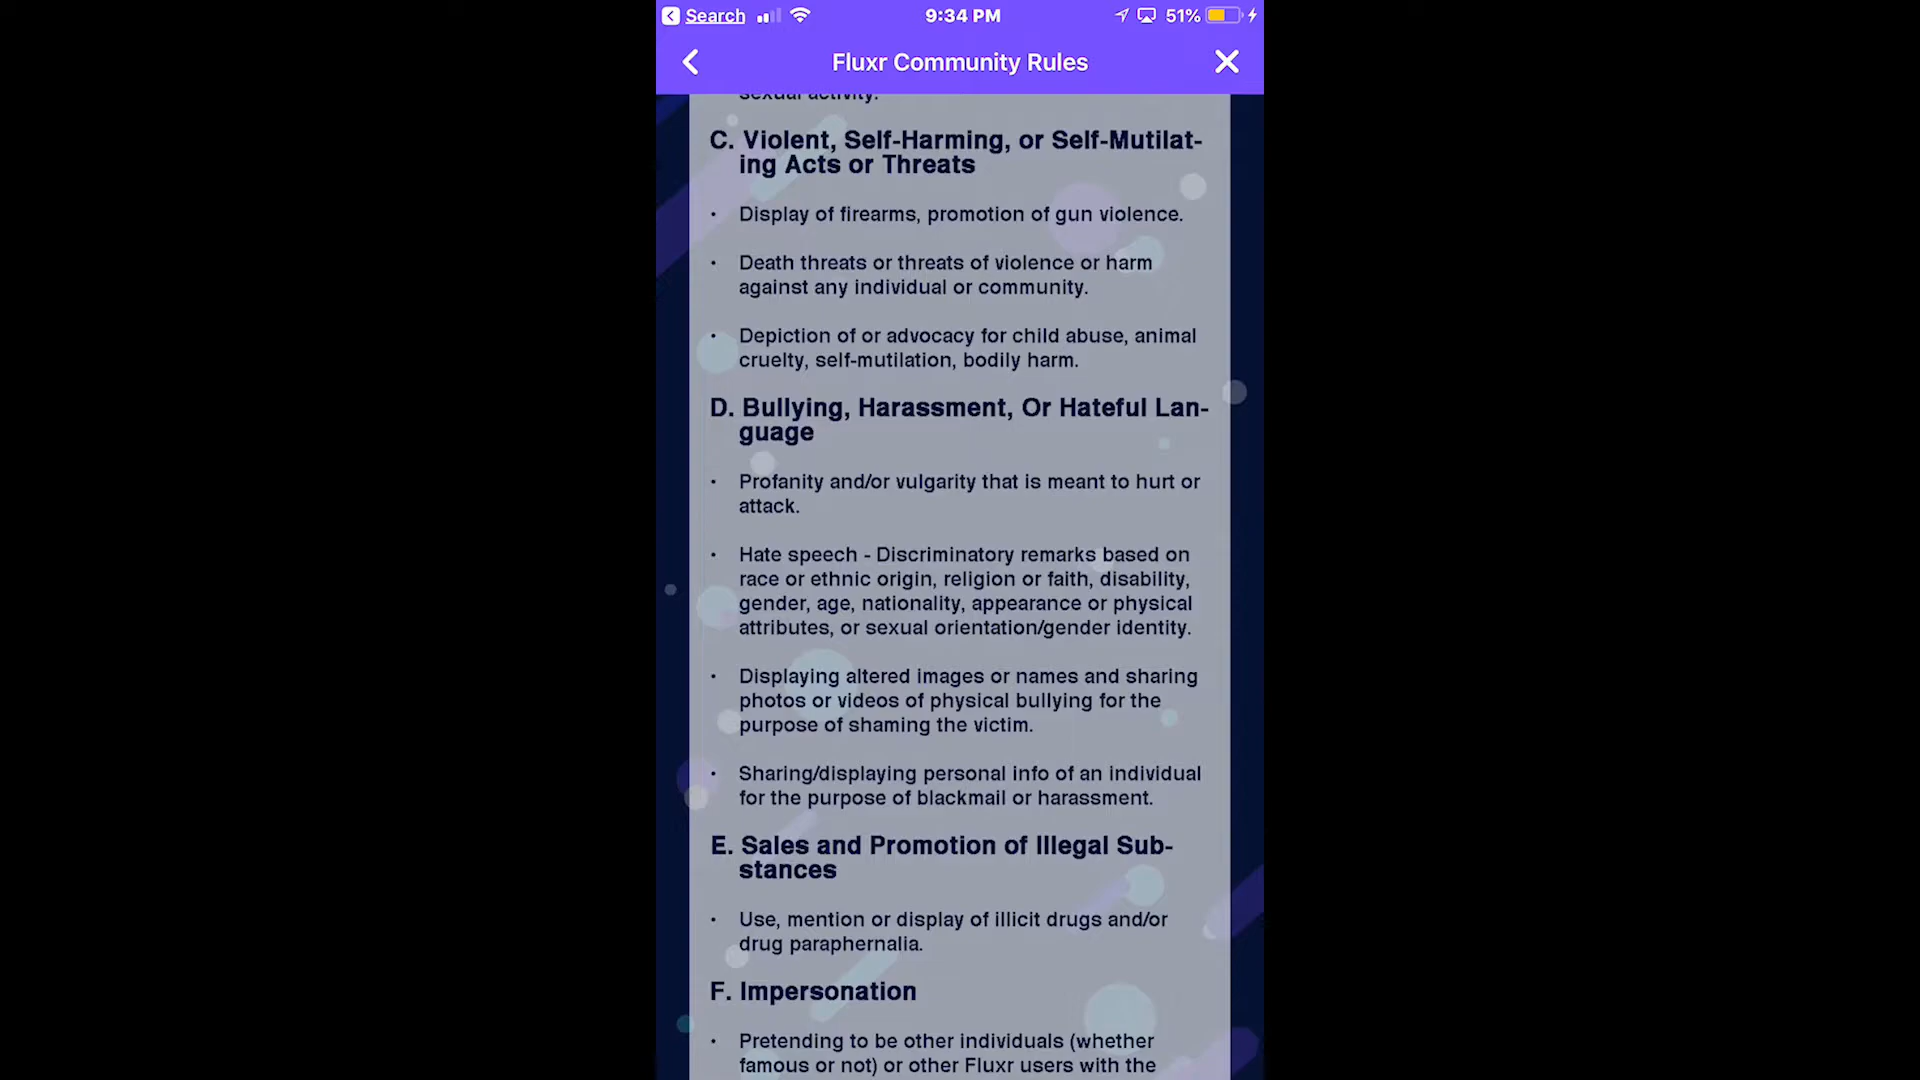 Search 9:34 PM 51%
Fluxr Community Rules
sexual activity.
C. Violent, Self-Harming, or Self-Mutilat-
ing Acts or Threats
· Display of firearms, promotion of gun violence.
· Death threats or threats of violence or harm
against any individual or community.
· Depiction of or advocacy for child abuse, animal
cruelty, self-mutilation, bodily harm.
D. Bullying, Harassment, Or Hateful Lan-
guage
· Profanity and/or vulgarity that is meant to hurt or
attack.
· Hate speech - Discriminatory remarks based on
race or ethnic origin, religion or faith, disability,
gender, age, nationality, appearance or physical
attributes, or sexual orientation/gender identity.
· Displaying altered images or names and sharing
photos or videos of physical bullying for the
purpose of shaming the victim.
· Sharing/displaying personal info of an individual
for the purpose of blackmail or harassment.
E. Sales and Promotion of Illegal Sub-
stances
· Use, mention or display of illicit drugs and/or
drug paraphernalia.
F. Impersonation
· Pretending to be other individuals (whether
famous or not) or other Fluxr users with the